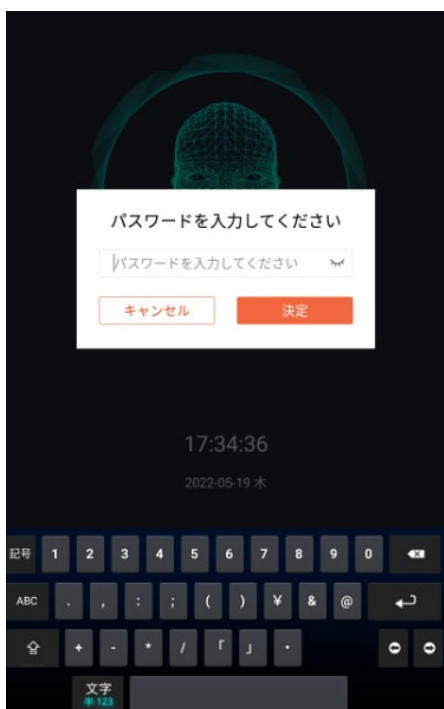 パスワードを入力してください
パスワードを入力してください
キャンセル 決定
17:34:36
2022-05-19 木
記号 1 2 3 4 5 6 7 8 9 0
ABC . , : ; ( ) ¥ & @
+ - * / 「 」 ・
文字
半 123